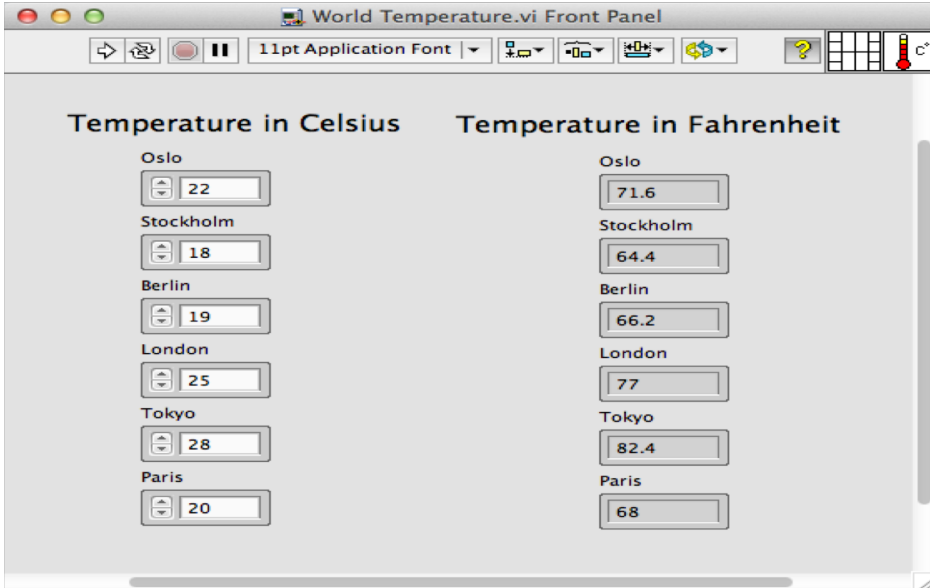 World Temperature.vi Front Panel
11pt Application Font
?
C°
Temperature in Celsius
Oslo
22
Stockholm
18
Berlin
19
London
25
Tokyo
28
Paris
20
Temperature in Fahrenheit
Oslo
71.6
Stockholm
64.4
Berlin
66.2
London
77
Tokyo
82.4
Paris
68